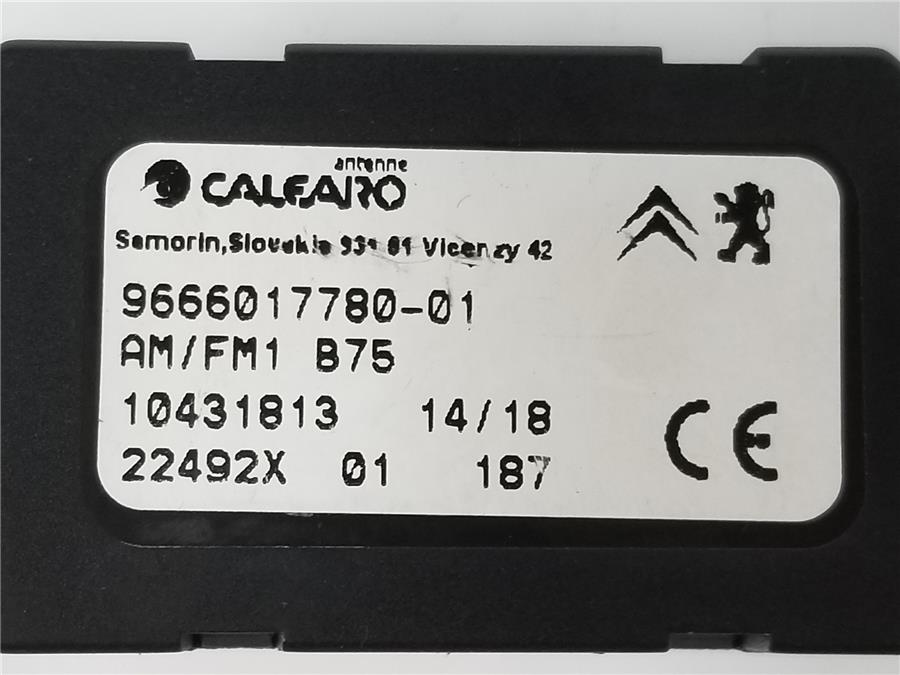 antenne
CALEARO
Samorin,Slovakia 931 01 Vicenzy 42
9666017780-01
AM/FM1 B75
10431813 14/18
22492X 01 187
CE